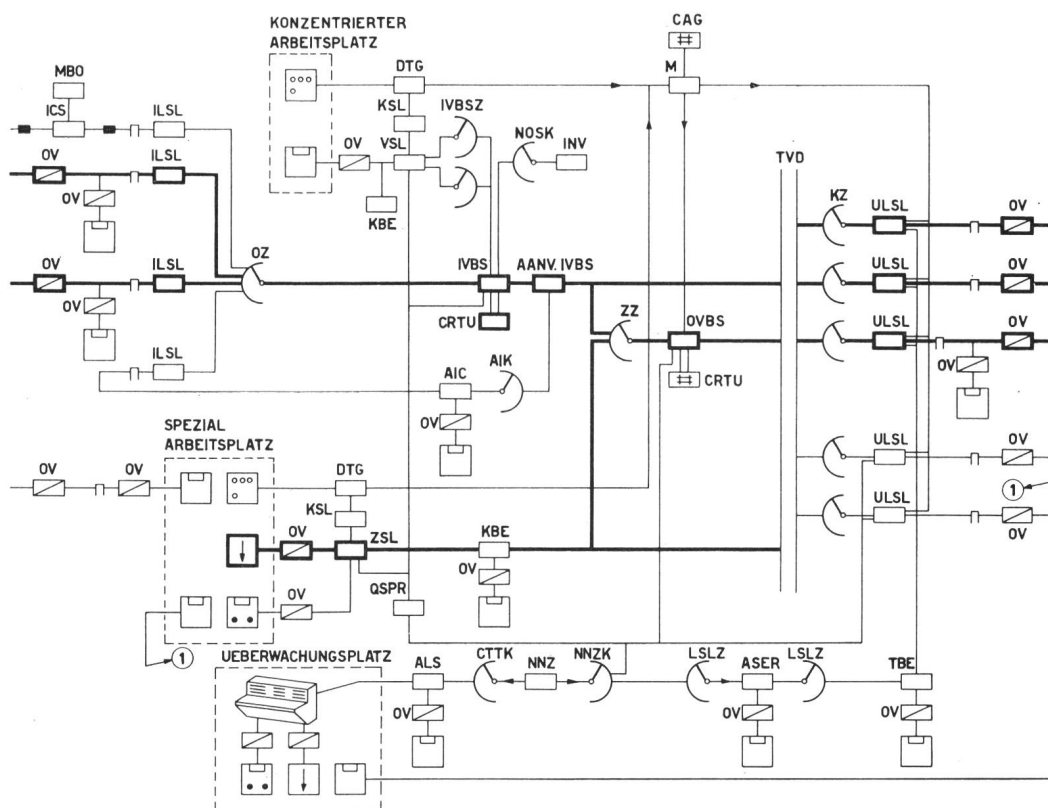 KONZENTRIERTER
ARBEITSPLATZ
CAG
MBO
DTG
M
ICS
ILSL
KSL
IVBSZ
NOSK
INV
OV
ILSL
OV
VSL
TVD
OV
KBE
KZ
ULSL
OV
OZ
OV
ILSL
IVBS
AANV. IVBS
ULSL
OV
OV
CRTU
ZZ
OVBS
ULSL
OV
ILSL
AIC
AIK
CRTU
OV
OV
SPEZIAL
ARBEITSPLATZ
ULSL
OV
OV
OV
DTG
1
KSL
ULSL
OV
OV
ZSL
KBE
OV
OV
QSPR
1
UEBERWACHUNGSPLATZ
ALS
CTTK
NNZ
NNZK
LSLZ
ASER
LSLZ
TBE
OV
OV
OV